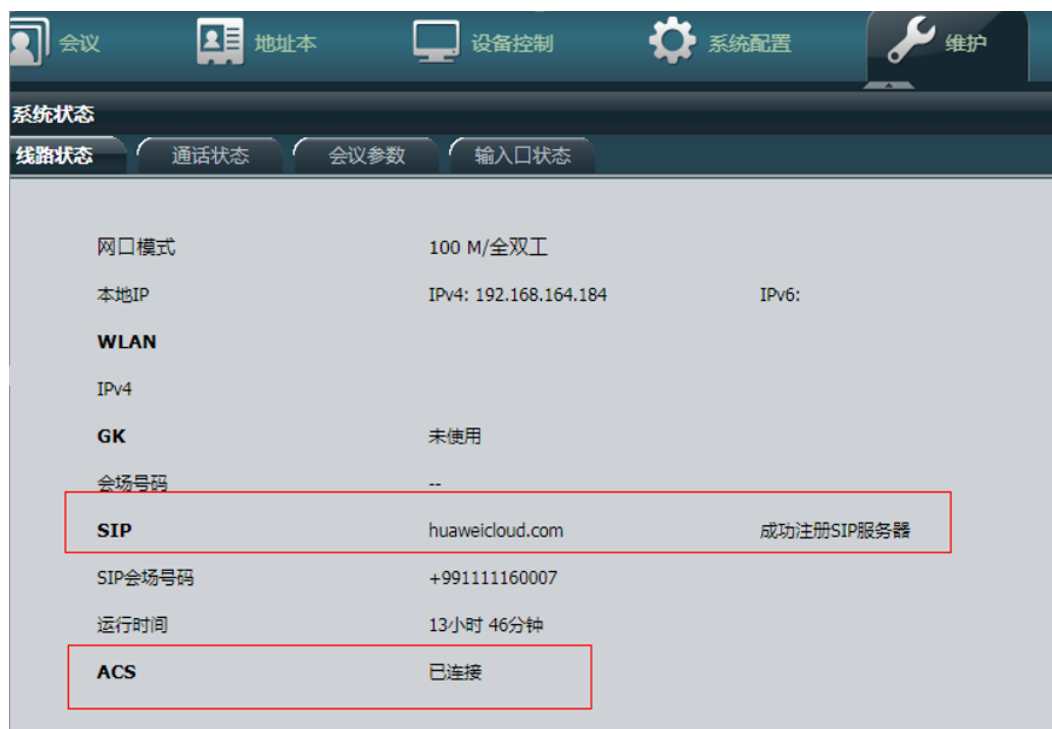 会议 地址本 设备控制 系统配置 维护
系统状态
线路状态 通话状态 会议参数 输入口状态
网口模式 100 M/全双工
本地IP IPv4: 192.168.164.184 IPv6:
WLAN
IPv4
GK 未使用
会场号码 --
SIP huaweicloud.com 成功注册SIP服务器
SIP会场号码 +991111160007
运行时间 13小时 46分钟
ACS 已连接